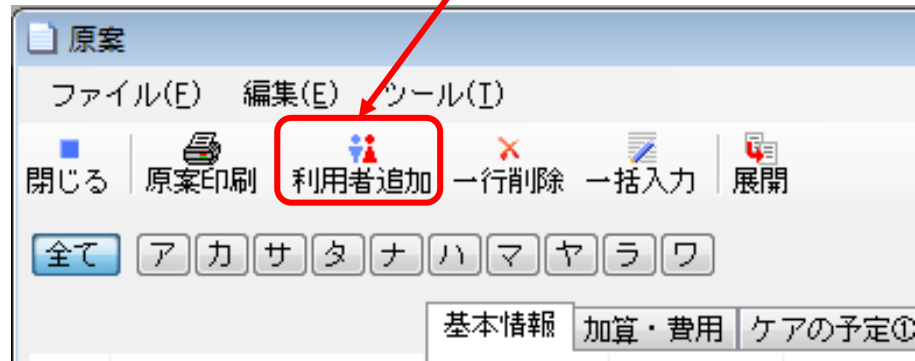 原案
ファイル(F) 編集(E) ツール(T)
閉じる 原案印刷 利用者追加 一行削除 一括入力 展開
全て ア カ サ タ ナ ハ マ ヤ ラ ワ
基本情報 加算・費用 ケアの予定①